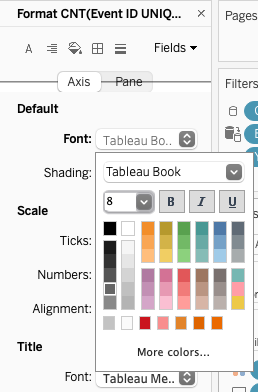 Format CNT(Event ID UNIQ... ×
Pages
A Fields
Axis Pane
Filters
Default
Font: Tableau Bo..
Shading: Tableau Book
8 B I U
Scale
Ticks:
Numbers:
Alignment:
Title
More colors...
Font: Tableau Me..